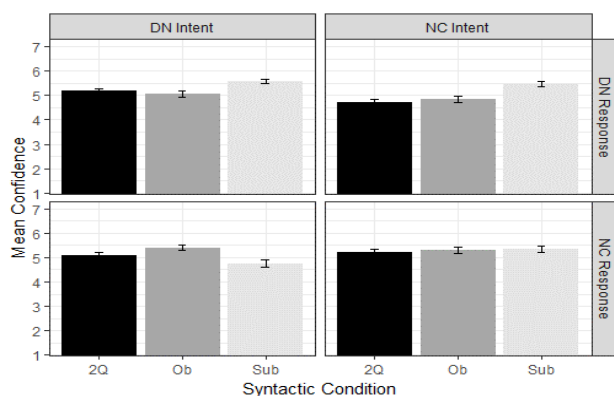 DN Intent NC Intent
Mean Confidence
7
6
5
4
3
2
1
DN Response
7
6
5
4
3
2
1
NC Response
2Q Ob Sub 2Q Ob Sub
Syntactic Condition